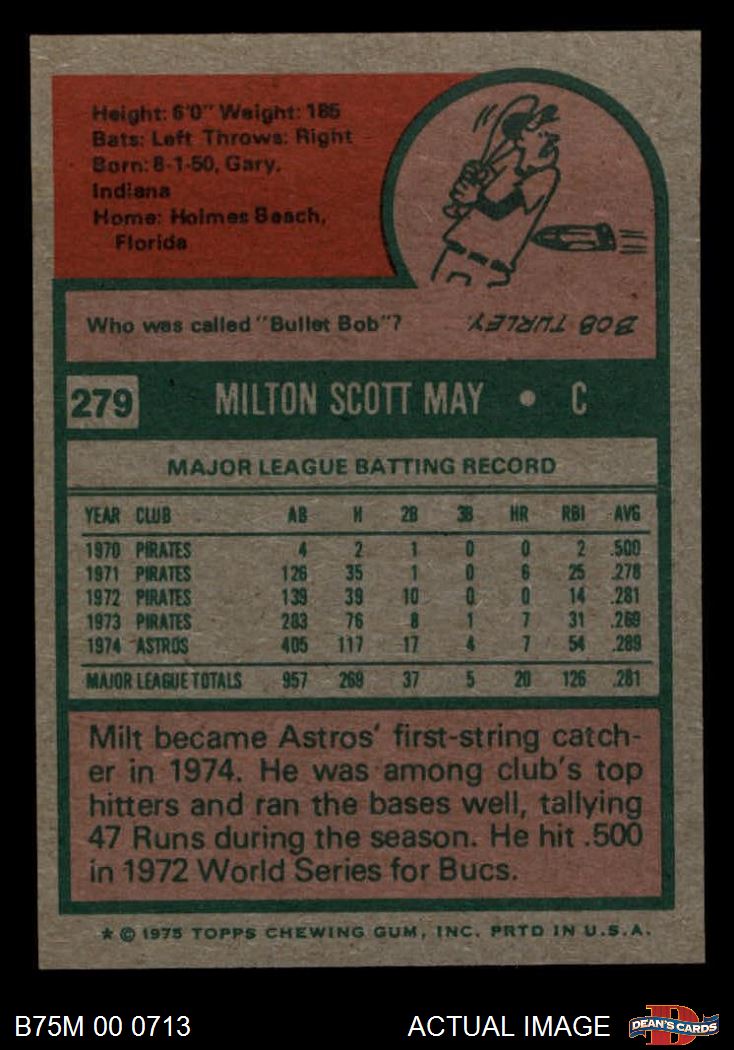 Height: 6'0" Weight: 185
Bats: Left Throws: Right
Born: 8-1-50, Gary,
Indiana
Home: Holmes Beach,
Florida
Who was called "Bullet Bob"?
BOB TURLEY.
279 MILTON SCOTT MAY • C
MAJOR LEAGUE BATTING RECORD
YEAR CLUB AB H 2B 3B HR RBI AVG
1970 PIRATES 4 2 1 0 0 2 .500
1971 PIRATES 126 35 1 0 6 25 .278
1972 PIRATES 139 39 10 0 0 14 .281
1973 PIRATES 283 76 8 1 7 31 .269
1974 ASTROS 405 117 17 4 7 54 .289
MAJOR LEAGUE TOTALS 957 269 37 5 20 126 .281
Milt became Astros' first-string catch-
er in 1974. He was among club's top
hitters and ran the bases well, tallying
47 Runs during the season. He hit .500
in 1972 World Series for Bucs.
* © 1975 TOPPS CHEWING GUM, INC. PRTD IN U.S.A.
B75M 00 0713 ACTUAL IMAGE DEAN'S CARDS